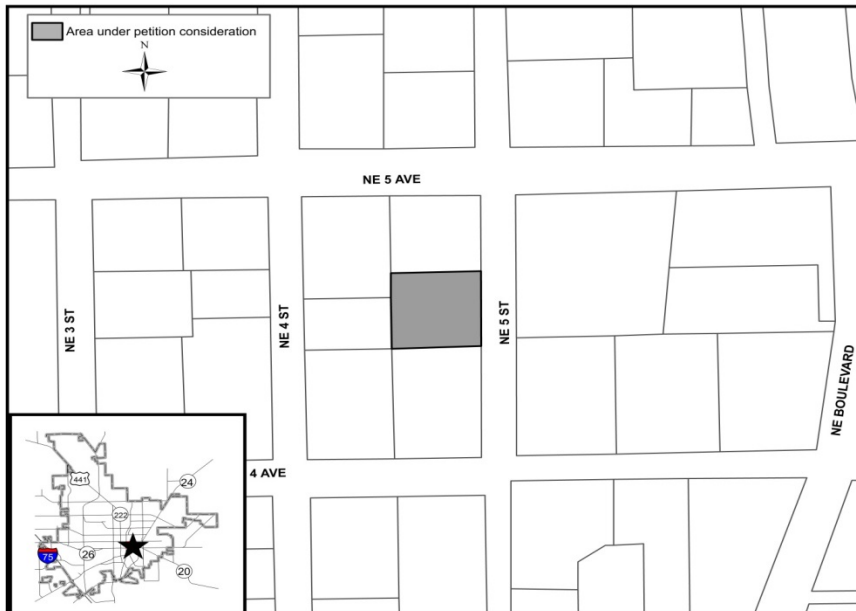 Area under petition consideration
N
NE 5 AVE
NE 3 ST
NE 4 ST
NE 5 ST
NE BOULEVARD
4 AVE
441
24
222
26
75
20